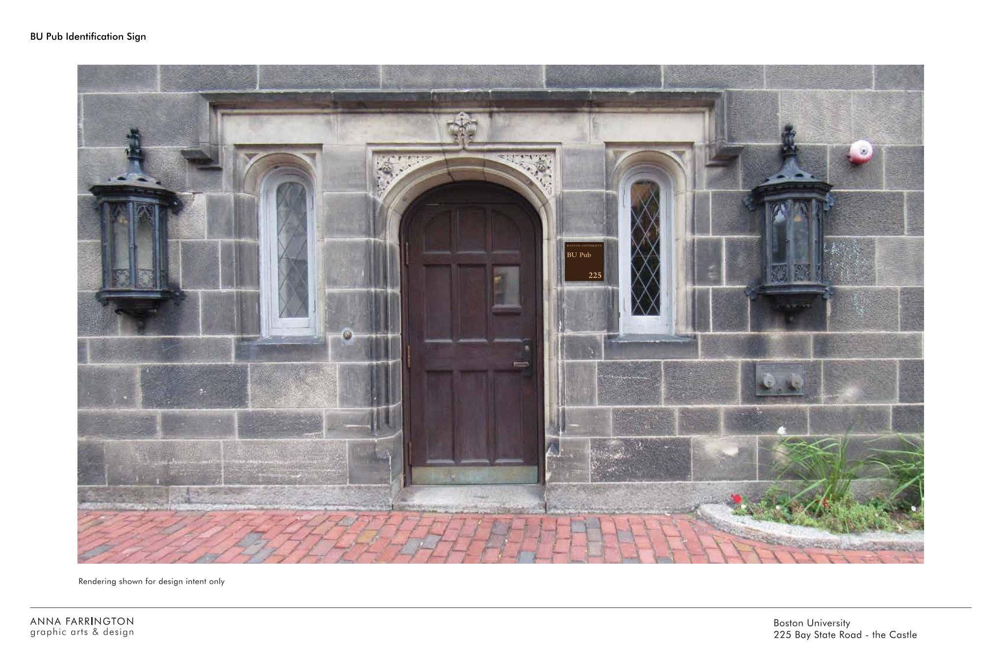 BU Pub Identification Sign
BOSTON UNIVERSITY
BU Pub
225
Rendering shown for design intent only
ANNA FARRINGTON
graphic arts & design
Boston University
225 Bay State Road - the Castle